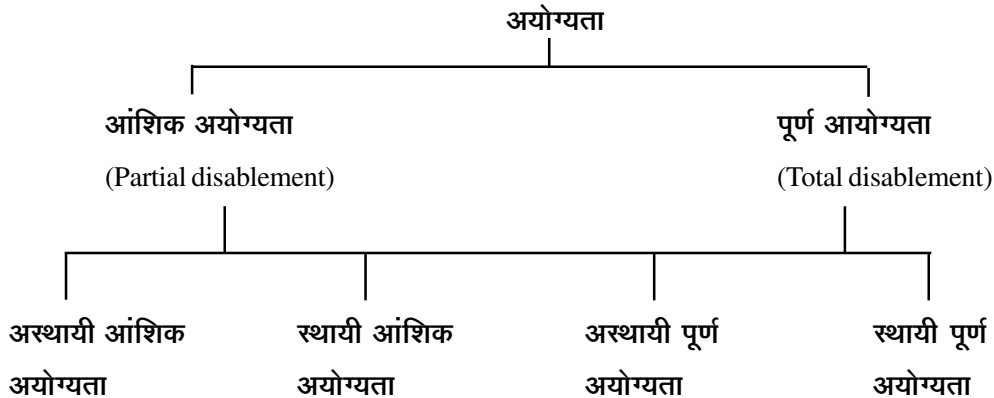 अयोग्यता
आंशिक अयोग्यता
(Partial disablement)
पूर्ण आयोग्यता
(Total disablement)
अस्थायी आंशिक
अयोग्यता
स्थायी आंशिक
अयोग्यता
अस्थायी पूर्ण
अयोग्यता
स्थायी पूर्ण
अयोग्यता